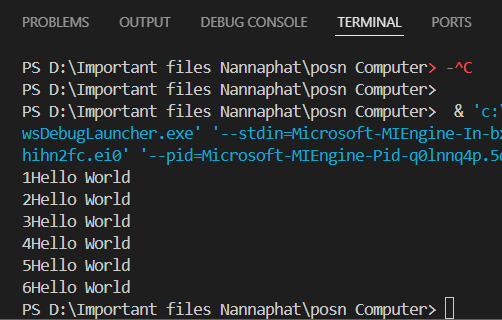 PROBLEMS OUTPUT DEBUG CONSOLE TERMINAL PORTS
PS D:\Important files Nannaphat\posn Computer> -^C
PS D:\Important files Nannaphat\posn Computer>
PS D:\Important files Nannaphat\posn Computer>  & 'c:\
wsDebugLauncher.exe' '--stdin=Microsoft-MIEngine-In-bx
hihn2fc.ei0' '--pid=Microsoft-MIEngine-Pid-q0lnnq4p.5
1Hello World
2Hello World
3Hello World
4Hello World
5Hello World
6Hello World
PS D:\Important files Nannaphat\posn Computer>